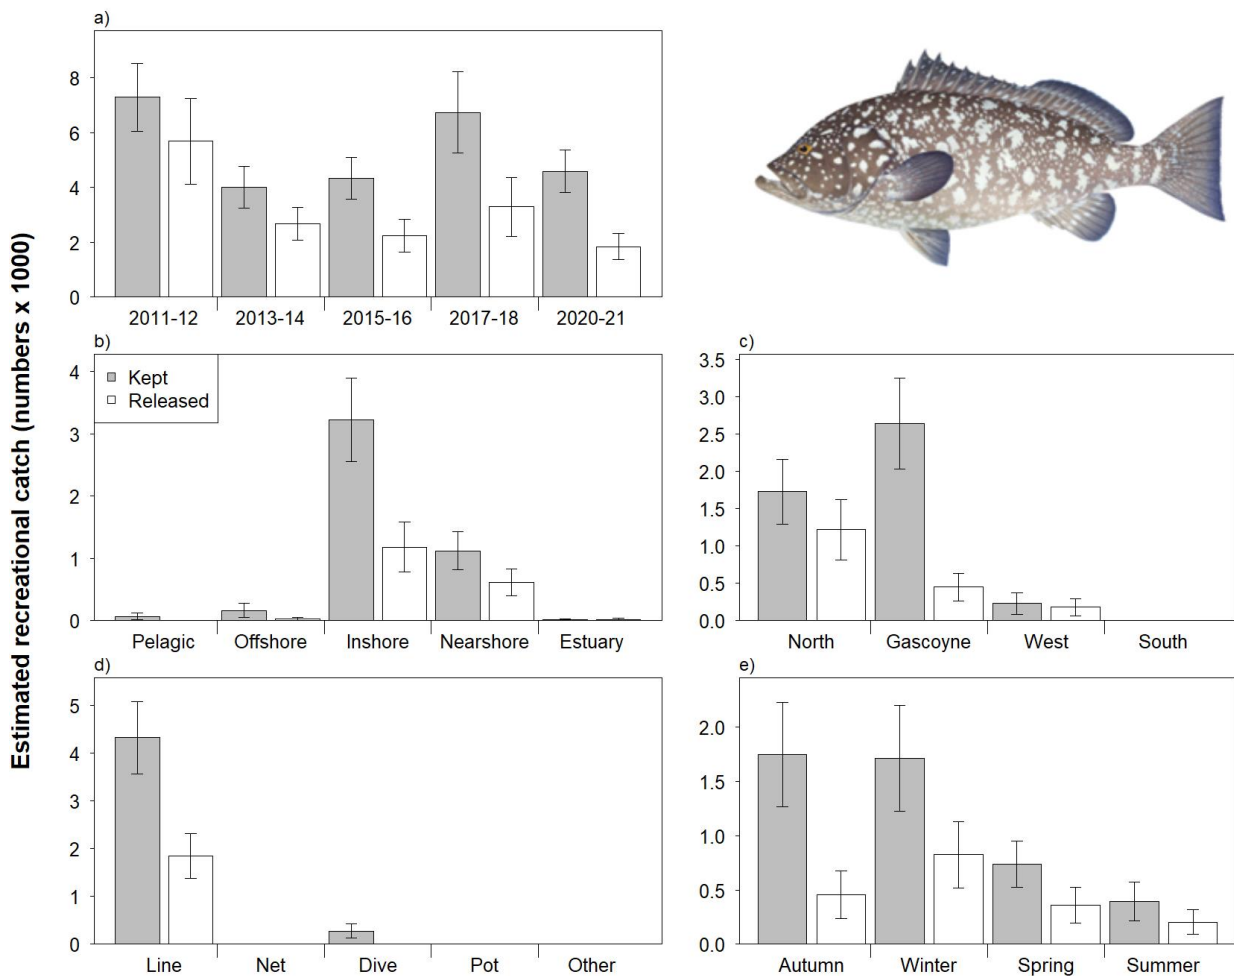 Estimated recreational catch (numbers x 1000)
a)
8
6
4
2
0
2011-12 2013-14 2015-16 2017-18 2020-21
b)
Kept
Released
4
3
2
1
0
Pelagic Offshore Inshore Nearshore Estuary
c)
3.5
3.0
2.5
2.0
1.5
1.0
0.5
0.0
North Gascoyne West South
d)
5
4
3
2
1
0
Line Net Dive Pot Other
e)
2.0
1.5
1.0
0.5
0.0
Autumn Winter Spring Summer